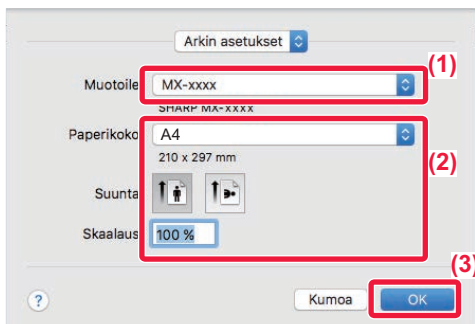 Arkin asetukset
(1)
Muotoile MX-xxxx
SHARP MX-xxxx
Paperikoko A4
210 x 297 mm
(2)
Suunta
Skaalaus 100 %
(3)
? Kumoa OK